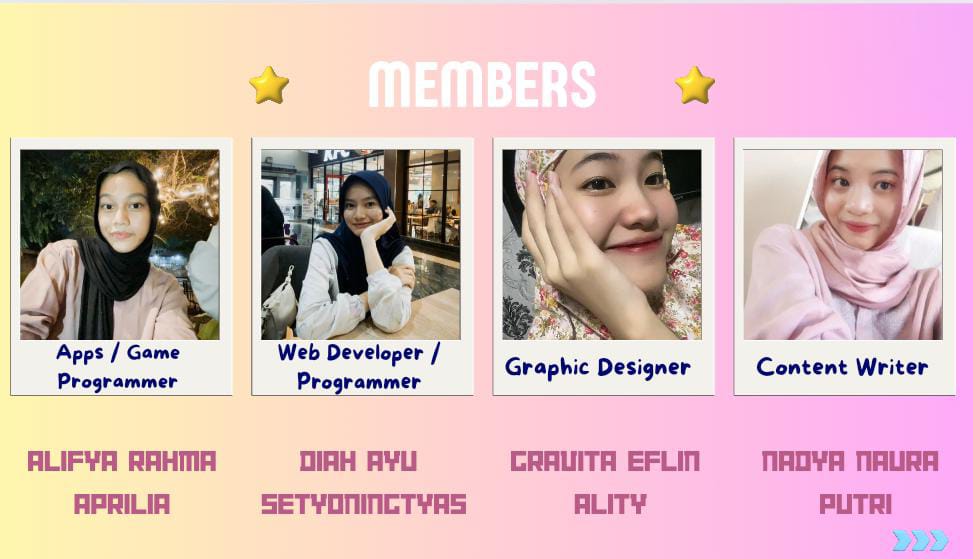 MEMBERS
KFC
Apps / Game
Programmer
Web Developer /
Programmer
Graphic Designer
Content Writer
ALIFYA RAHMA
APRILIA
DIAH AYU
SETYONINGTYAS
GRAVITA EFLIN
ALITY
NADYA NAURA
PUTRI